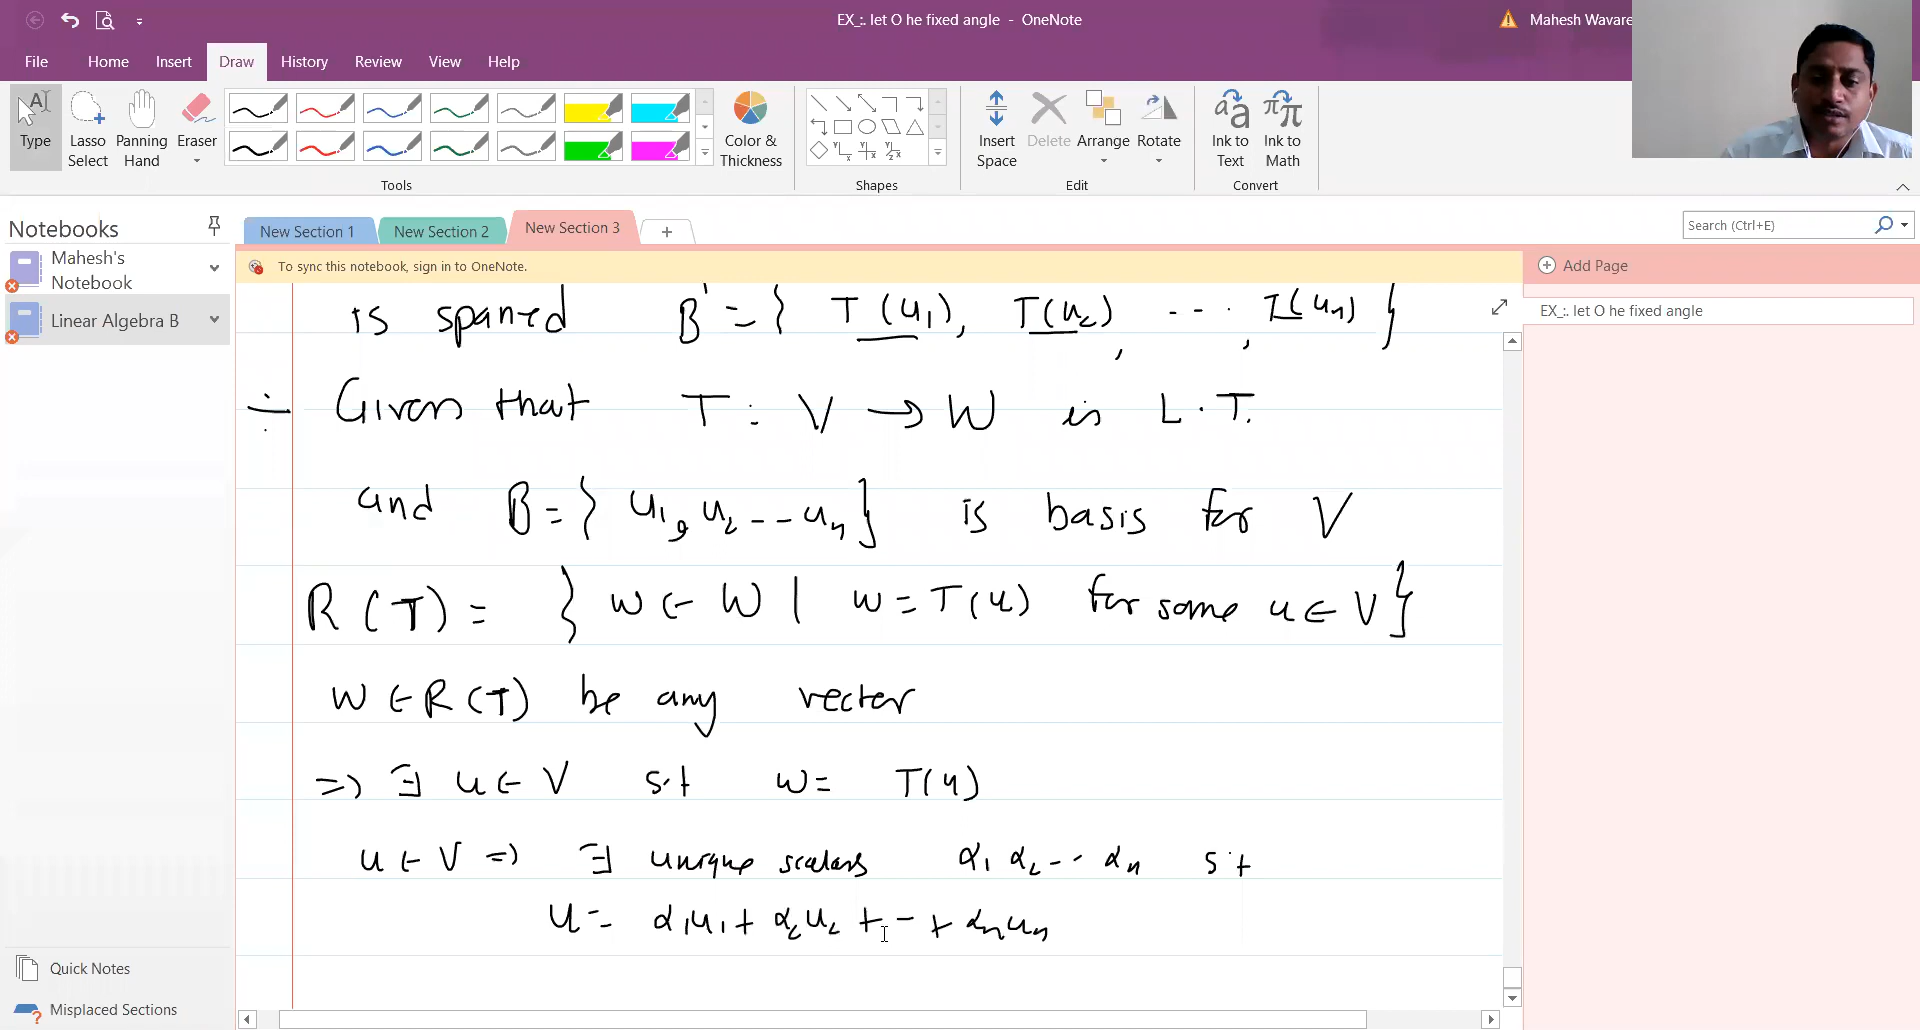 EX_:. let O he fixed angle - OneNote
Mahesh Wavare
File Home Insert Draw History Review View Help
Type
Lasso Select
Panning Hand
Eraser
Color & Thickness
Insert Space
Delete
Arrange
Rotate
Ink to Text
Ink to Math
Tools
Shapes
Edit
Convert
Notebooks
New Section 1
New Section 2
New Section 3
+
Search (Ctrl+E)
Mahesh's Notebook
Linear Algebra B
To sync this notebook, sign in to OneNote.
Add Page
EX_:. let O he fixed angle
is spaned B' = { T(u₁), T(u₂), ..., T(uₙ) }
÷ Given that T : V → W is L.T.
and B = { u₁, u₂ -- uₙ } is basis for V
R(T) = { w ∈ W | w = T(u) for some u ∈ V }
w ∈ R(T) be any vector
=> ∃ u ∈ V s.t w = T(u)
u ∈ V => ∃ unique scalars α₁ α₂ -- αₙ s.t
u = α₁u₁ + α₂u₂ + - + αₙuₙ
Quick Notes
Misplaced Sections